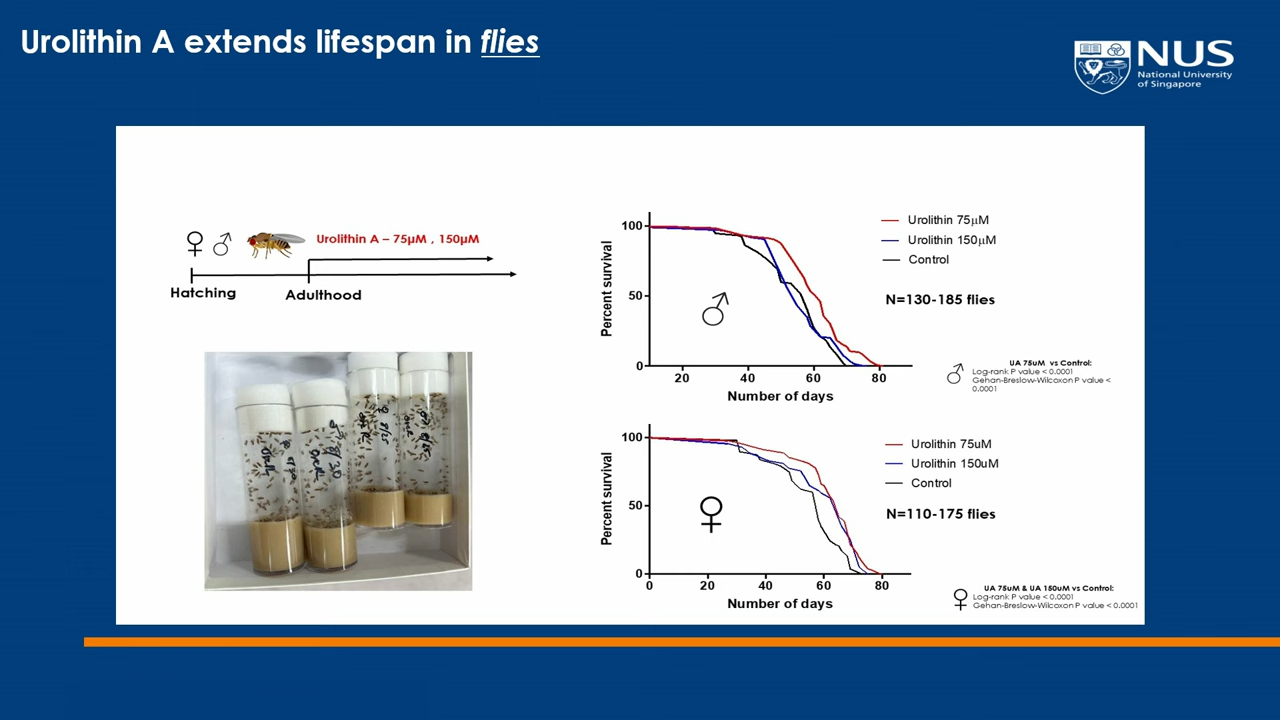 Urolithin A extends lifespan in flies
NUS
National University
of Singapore
Urolithin A – 75µM , 150µM
Hatching
Adulthood
Percent survival
100
50
0
20
40
60
80
Number of days
Urolithin 75µM
Urolithin 150µM
Control
N=130-185 flies
UA 75uM vs Control:
Log-rank P value < 0.0001
Gehan-Breslow-Wilcoxon P value <
0.0001
Percent survival
100
50
0
0
20
40
60
80
Number of days
Urolithin 75uM
Urolithin 150uM
Control
N=110-175 flies
UA 75uM & UA 150uM vs Control:
Log-rank P value < 0.0001
Gehan-Breslow-Wilcoxon P value < 0.0001